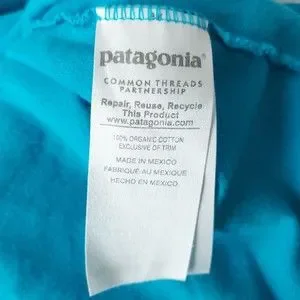 patagonia®
COMMON THREADS
PARTNERSHIP
Repair, Reuse, Recycle
This Product
www.patagonia.com
100% ORGANIC COTTON
EXCLUSIVE OF TRIM
MADE IN MEXICO
FABRIQUÉ AU MEXIQUE
HECHO EN MEXICO